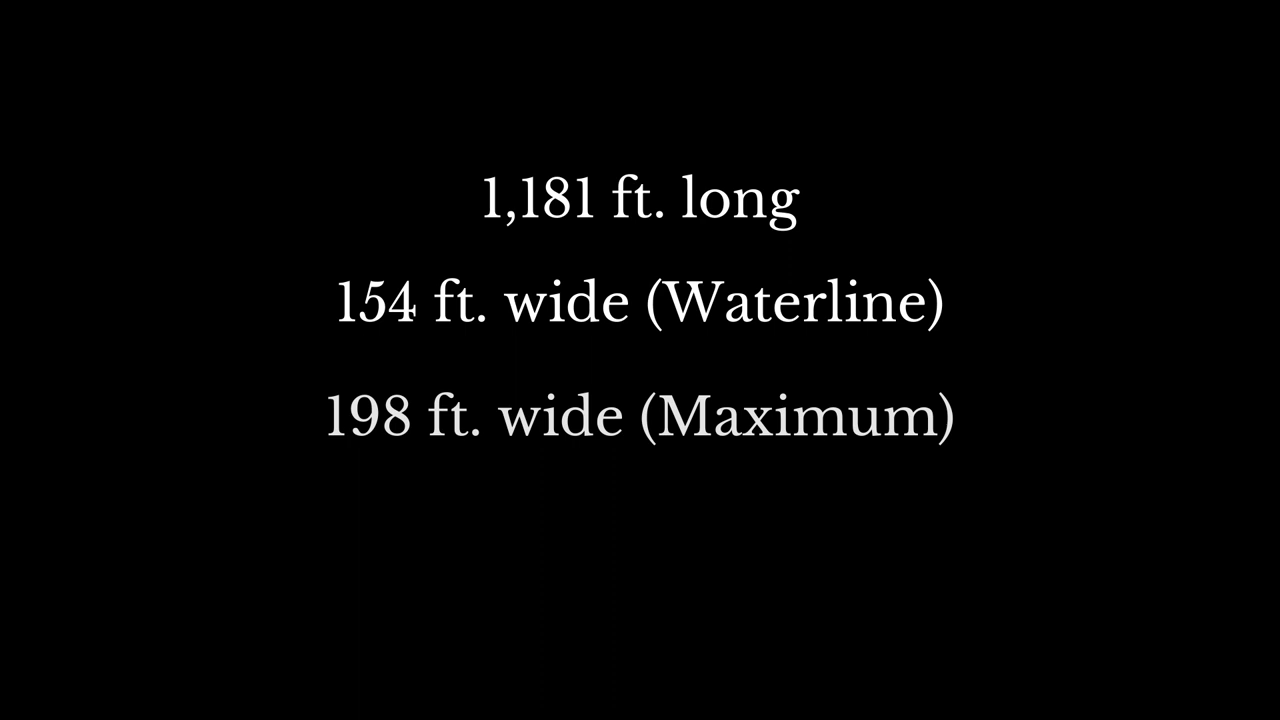 1,181 ft. long
154 ft. wide (Waterline)
198 ft. wide (Maximum)